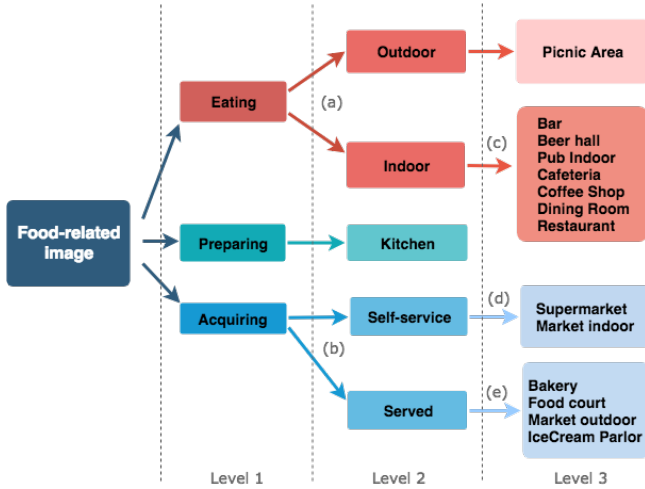 Food-related
image
Eating
Preparing
Acquiring
(a)
(b)
Outdoor
Indoor
Kitchen
Self-service
Served
(c)
(d)
(e)
Picnic Area
Bar
Beer hall
Pub Indoor
Cafeteria
Coffee Shop
Dining Room
Restaurant
Supermarket
Market indoor
Bakery
Food court
Market outdoor
IceCream Parlor
Level 1
Level 2
Level 3